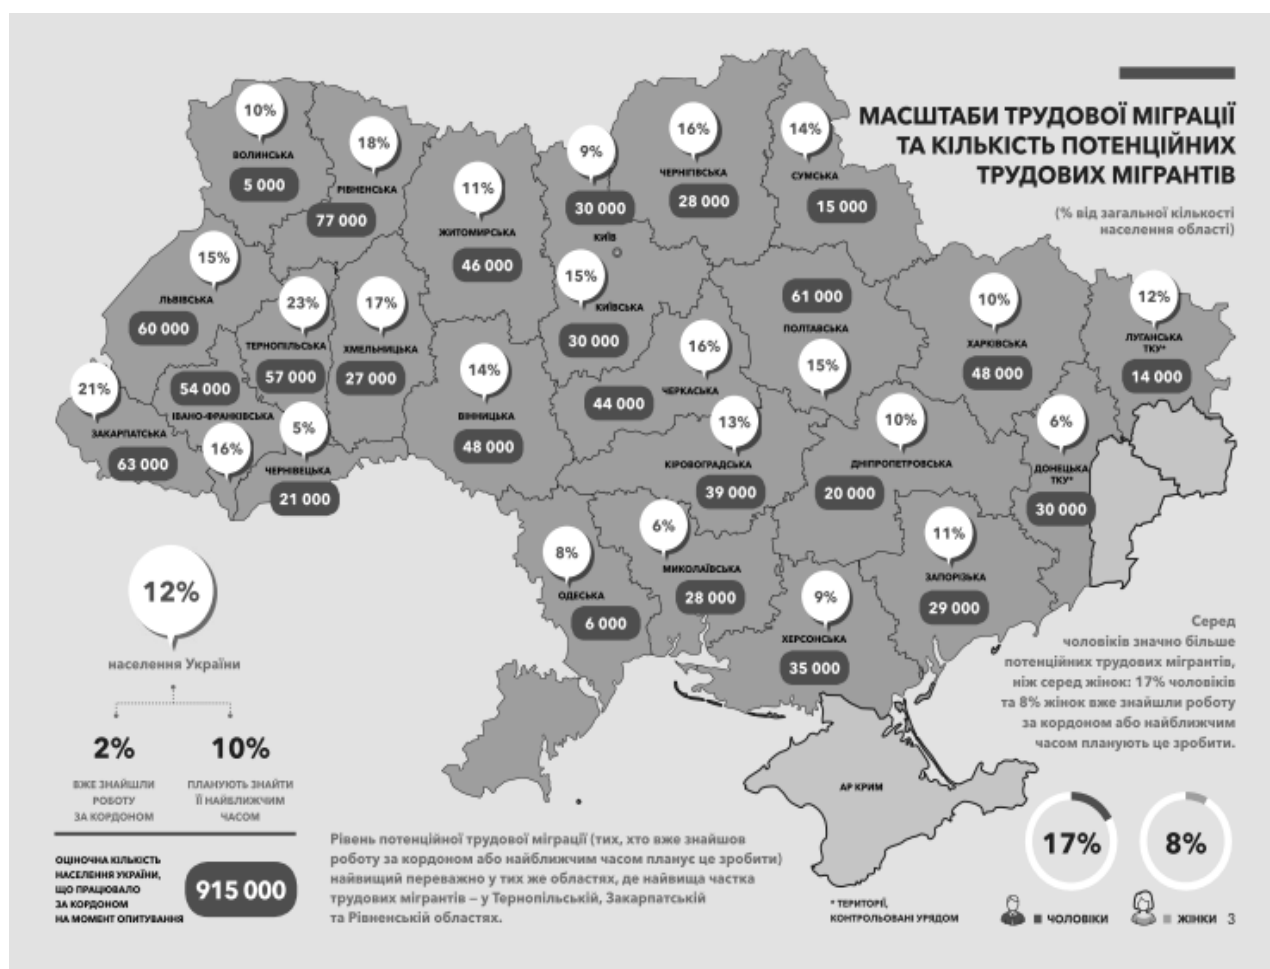 МАСШТАБИ ТРУДОВОЇ МІГРАЦІЇ
ТА КІЛЬКІСТЬ ПОТЕНЦІЙНИХ
ТРУДОВИХ МІГРАНТІВ
(% від загальної кількості
населення області)
10%
ВОЛИНСЬКА
5 000
18%
РІВНЕНСЬКА
77 000
11%
ЖИТОМИРСЬКА
46 000
9%
30 000
КИЇВ
16%
ЧЕРНІГІВСЬКА
28 000
14%
СУМСЬКА
15 000
15%
ЛЬВІВСЬКА
60 000
23%
ТЕРНОПІЛЬСЬКА
57 000
17%
ХМЕЛЬНИЦЬКА
27 000
15%
КИЇВСЬКА
30 000
61 000
ПОЛТАВСЬКА
15%
10%
ХАРКІВСЬКА
48 000
12%
ЛУГАНСЬКА
ТКУ*
14 000
21%
ЗАКАРПАТСЬКА
63 000
54 000
ІВАНО-ФРАНКІВСЬКА
16%
5%
ЧЕРНІВЕЦЬКА
21 000
14%
ВІННИЦЬКА
48 000
16%
ЧЕРКАСЬКА
44 000
13%
КІРОВОГРАДСЬКА
39 000
10%
ДНІПРОПЕТРОВСЬКА
20 000
6%
ДОНЕЦЬКА
ТКУ*
30 000
8%
ОДЕСЬКА
6 000
6%
МИКОЛАЇВСЬКА
28 000
9%
ХЕРСОНСЬКА
35 000
11%
ЗАПОРІЗЬКА
29 000
АР КРИМ
12%
населення України
2%
ВЖЕ ЗНАЙШЛИ
РОБОТУ
ЗА КОРДОНОМ
10%
ПЛАНУЮТЬ ЗНАЙТИ
ЇЇ НАЙБЛИЖЧИМ
ЧАСОМ
ОЦІНОЧНА КІЛЬКІСТЬ
НАСЕЛЕННЯ УКРАЇНИ,
ЩО ПРАЦЮВАЛО
ЗА КОРДОНОМ
НА МОМЕНТ ОПИТУВАННЯ
915 000
Рівень потенційної трудової міграції (тих, хто вже знайшов
роботу за кордоном або найближчим часом планує це зробити)
найвищий переважно у тих же областях, де найвища частка
трудових мігрантів – у Тернопільській, Закарпатській
та Рівненській областях.
Серед
чоловіків значно більше
потенційних трудових мігрантів,
ніж серед жінок: 17% чоловіків
та 8% жінок вже знайшли роботу
за кордоном або найближчим
часом планують це зробити.
17%
8%
* ТЕРИТОРІЇ,
КОНТРОЛЬОВАНІ УРЯДОМ
ЧОЛОВІКИ
ЖІНКИ
3